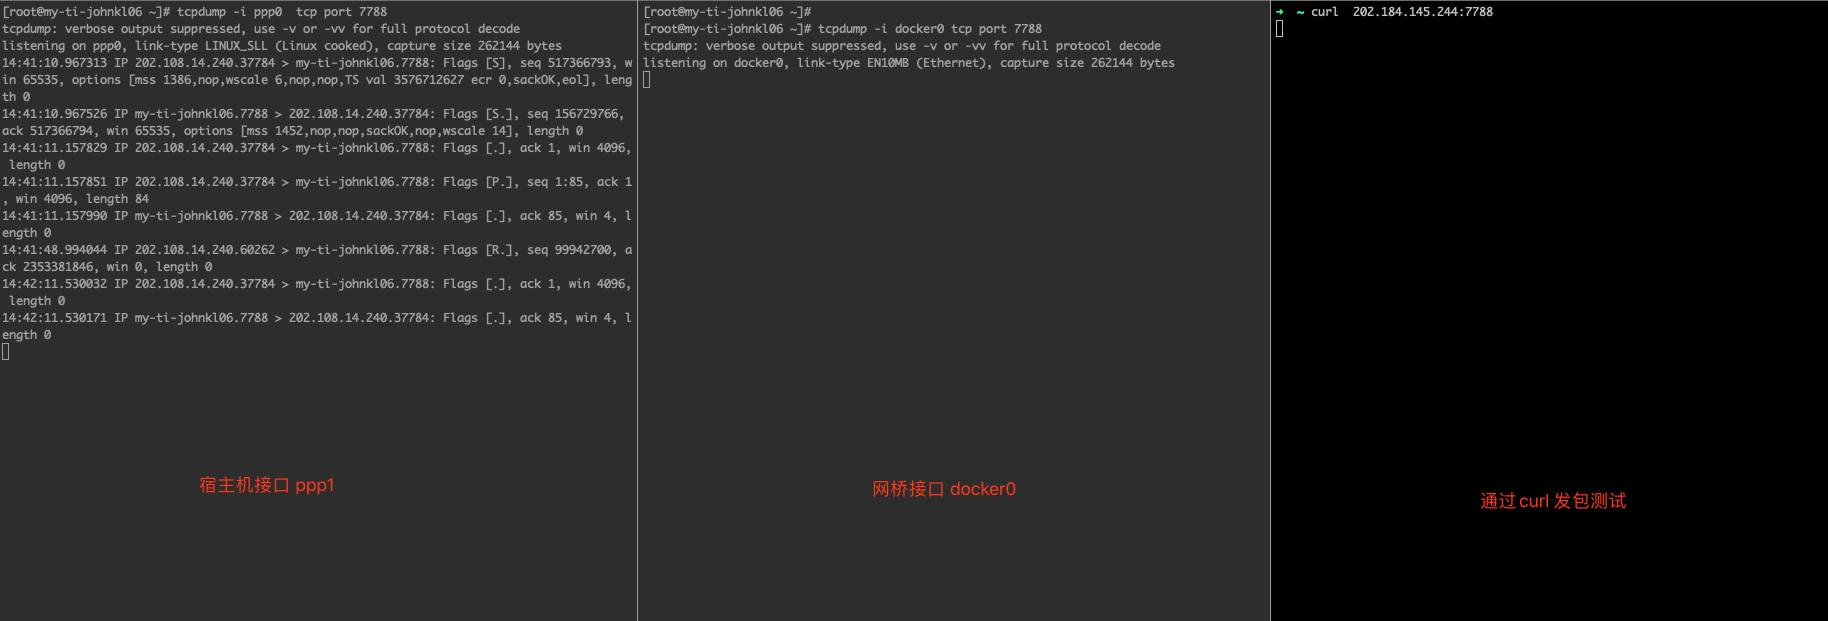 [root@my-ti-johnkl06 ~]# tcpdump -i ppp0  tcp port 7788
tcpdump: verbose output suppressed, use -v or -vv for full protocol decode
listening on ppp0, link-type LINUX_SLL (Linux cooked), capture size 262144 bytes
14:41:10.967313 IP 202.108.14.240.37784 > my-ti-johnkl06.7788: Flags [S], seq 517366793, w
in 65535, options [mss 1386,nop,wscale 6,nop,nop,TS val 3576712627 ecr 0,sackOK,eol], leng
th 0
14:41:10.967526 IP my-ti-johnkl06.7788 > 202.108.14.240.37784: Flags [S.], seq 156729766,
ack 517366794, win 65535, options [mss 1452,nop,nop,sackOK,nop,wscale 14], length 0
14:41:11.157829 IP 202.108.14.240.37784 > my-ti-johnkl06.7788: Flags [.], ack 1, win 4096,
 length 0
14:41:11.157851 IP 202.108.14.240.37784 > my-ti-johnkl06.7788: Flags [P.], seq 1:85, ack 1
, win 4096, length 84
14:41:11.157990 IP my-ti-johnkl06.7788 > 202.108.14.240.37784: Flags [.], ack 85, win 4, l
ength 0
14:41:48.994044 IP 202.108.14.240.60262 > my-ti-johnkl06.7788: Flags [R.], seq 99942700, a
ck 2353381846, win 0, length 0
14:42:11.530032 IP 202.108.14.240.37784 > my-ti-johnkl06.7788: Flags [.], ack 1, win 4096,
 length 0
14:42:11.530171 IP my-ti-johnkl06.7788 > 202.108.14.240.37784: Flags [.], ack 85, win 4, l
ength 0
宿主机接口 ppp1
[root@my-ti-johnkl06 ~]#
[root@my-ti-johnkl06 ~]# tcpdump -i docker0 tcp port 7788
tcpdump: verbose output suppressed, use -v or -vv for full protocol decode
listening on docker0, link-type EN10MB (Ethernet), capture size 262144 bytes
网桥接口 docker0
➜  ~ curl  202.184.145.244:7788
通过curl 发包测试